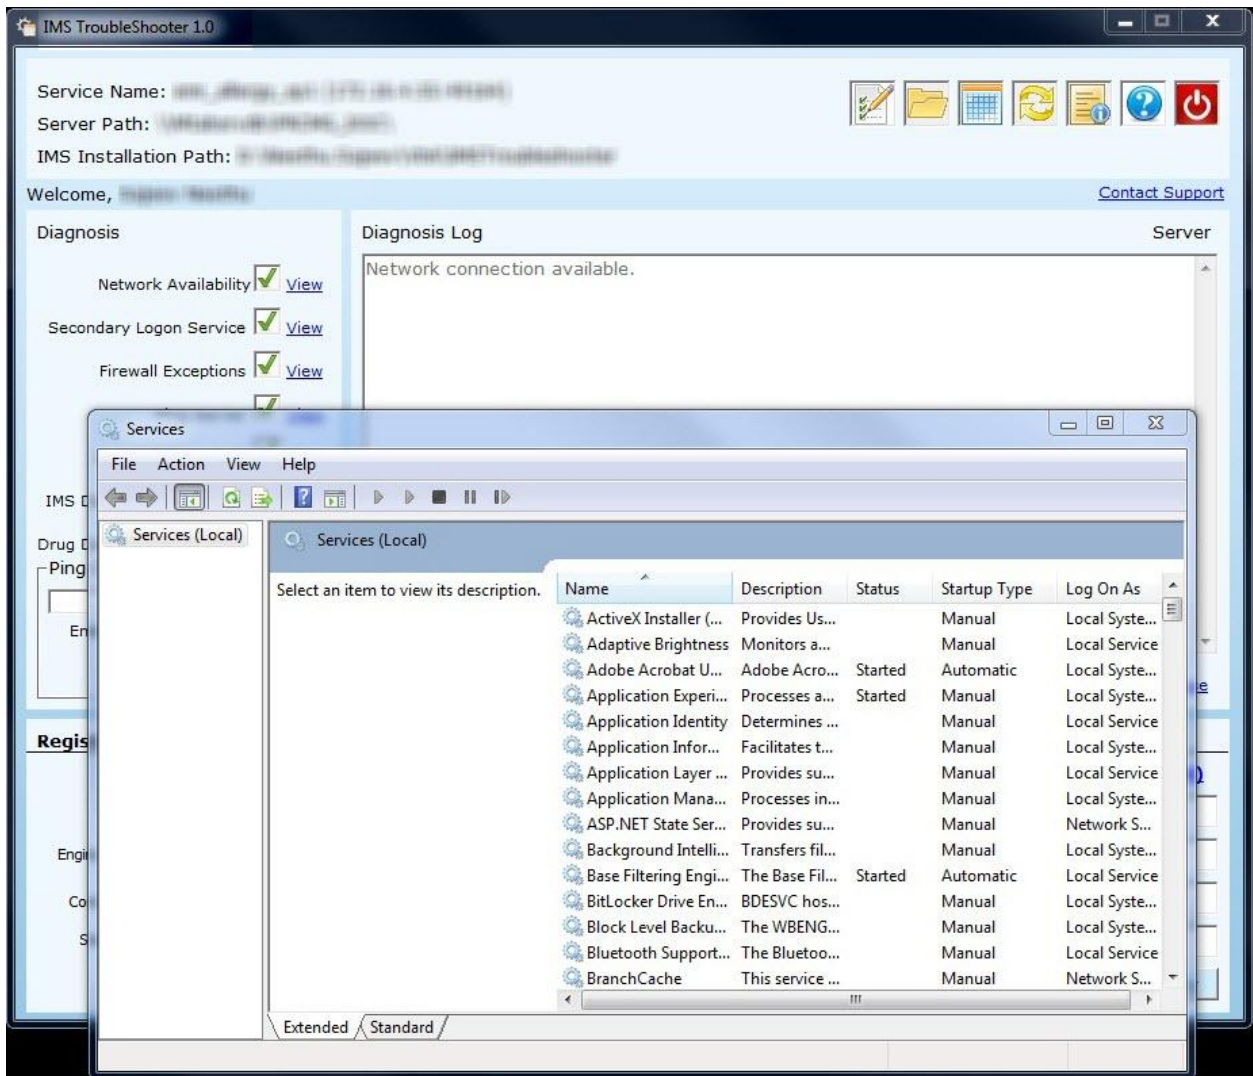 IMS TroubleShooter 1.0
Service Name:
Server Path:
IMS Installation Path:
Welcome,
Contact Support
Diagnosis
Diagnosis Log
Server
Network connection available.
Network Availability View
Secondary Logon Service View
Firewall Exceptions View
Services
File Action View Help
IMS
Services (Local)
Services (Local)
Drug
Ping
Select an item to view its description.
Name Description Status Startup Type Log On As
ActiveX Installer (... Provides Us... Manual Local Syste...
Adaptive Brightness Monitors a... Manual Local Service
Adobe Acrobat U... Adobe Acro... Started Automatic Local Syste...
Application Experi... Processes a... Started Manual Local Syste...
Application Identity Determines ... Manual Local Service
Application Infor... Facilitates t... Manual Local Syste...
Application Layer ... Provides su... Manual Local Service
Application Mana... Processes in... Manual Local Syste...
ASP.NET State Ser... Provides su... Manual Network S...
Background Intelli... Transfers fil... Manual Local Syste...
Base Filtering Engi... The Base Fil... Started Automatic Local Service
BitLocker Drive En... BDESVC hos... Manual Local Syste...
Block Level Backu... The WBENG... Manual Local Syste...
Bluetooth Support... The Bluetoo... Manual Local Service
BranchCache This service ... Manual Network S...
Extended Standard